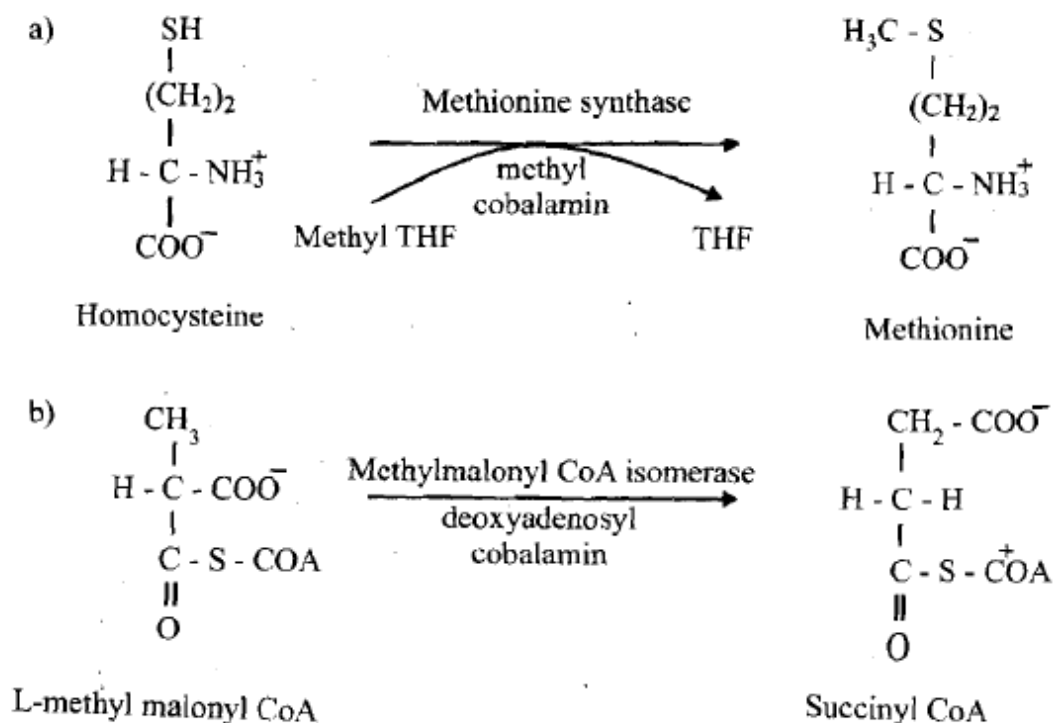 a)
SH
(CH₂)₂
H - C - NH₃⁺
COO⁻
Homocysteine
Methionine synthase
methyl
cobalamin
Methyl THF
THF
H₃C - S
(CH₂)₂
H - C - NH₃⁺
COO⁻
Methionine
b)
CH₃
H - C - COO⁻
C - S - COA
O
L-methyl malonyl CoA
Methylmalonyl CoA isomerase
deoxyadenosyl
cobalamin
CH₂ - COO⁻
H - C - H
C - S - C⁺OA
O
Succinyl CoA